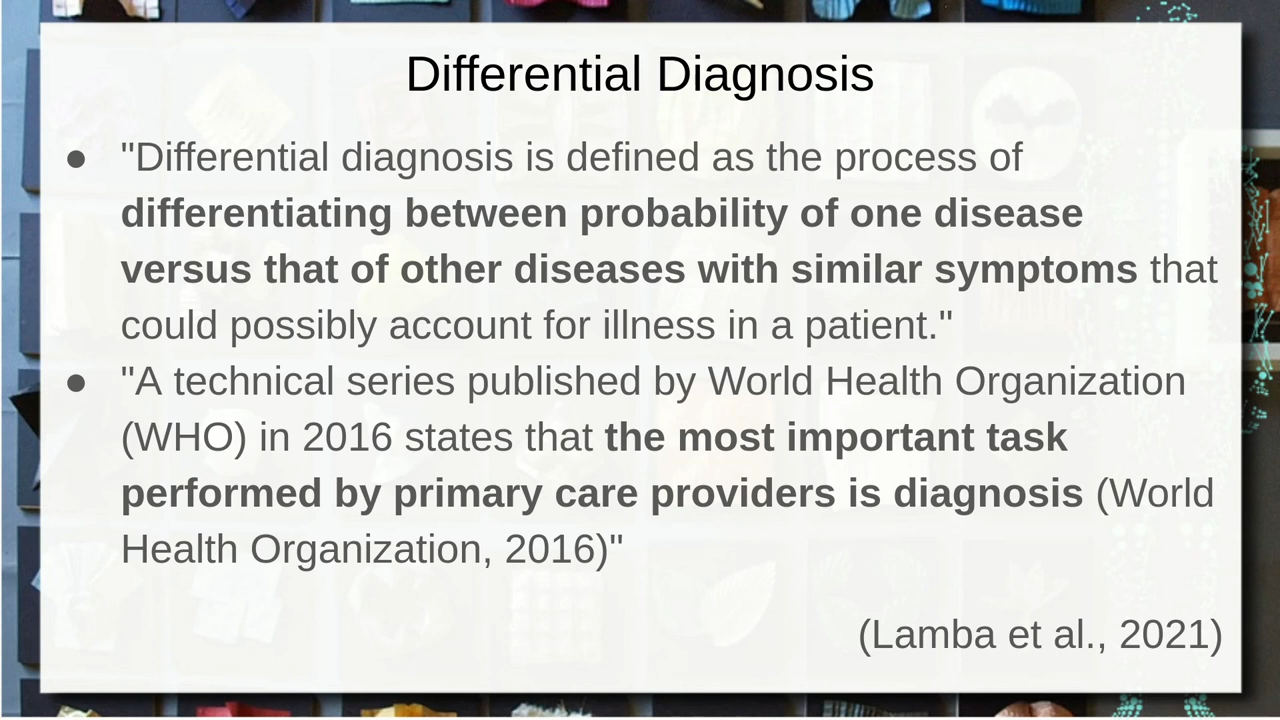 Differential Diagnosis
● "Differential diagnosis is defined as the process of
differentiating between probability of one disease
versus that of other diseases with similar symptoms that
could possibly account for illness in a patient."
● "A technical series published by World Health Organization
(WHO) in 2016 states that the most important task
performed by primary care providers is diagnosis (World
Health Organization, 2016)"
(Lamba et al., 2021)